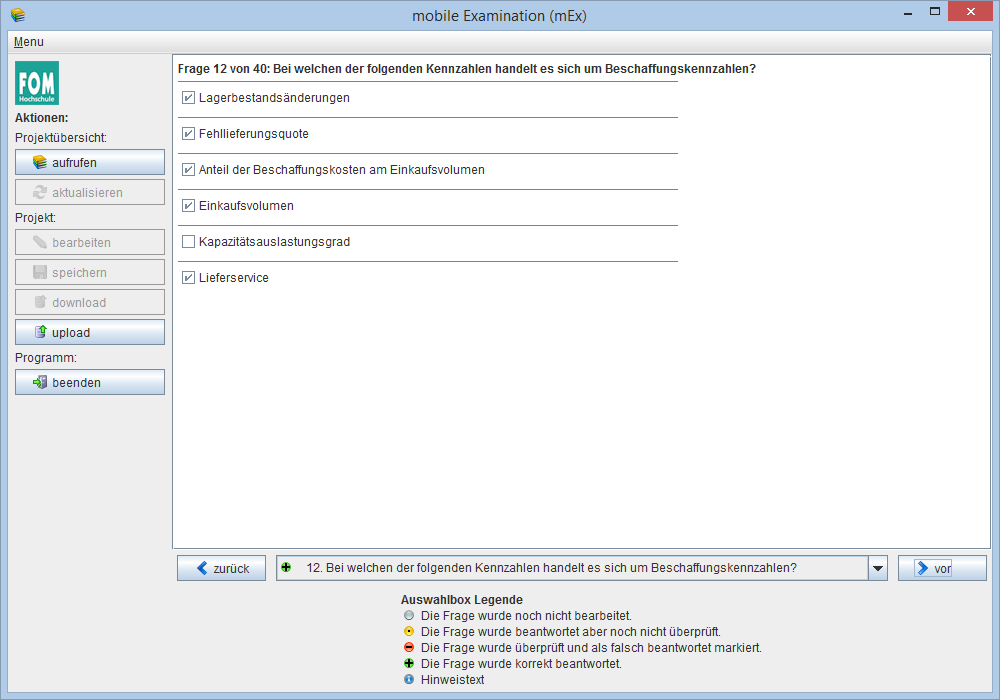 mobile Examination (mEx)
Menu
FOM
Hochschule
Aktionen:
Projektübersicht:
aufrufen
aktualisieren
Projekt:
bearbeiten
speichern
download
upload
Programm:
beenden
Frage 12 von 40: Bei welchen der folgenden Kennzahlen handelt es sich um Beschaffungskennzahlen?
Lagerbestandsänderungen
Fehllieferungsquote
Anteil der Beschaffungskosten am Einkaufsvolumen
Einkaufsvolumen
Kapazitätsauslastungsgrad
Lieferservice
zurück
12. Bei welchen der folgenden Kennzahlen handelt es sich um Beschaffungskennzahlen?
vor
Auswahlbox Legende
Die Frage wurde noch nicht bearbeitet.
Die Frage wurde beantwortet aber noch nicht überprüft.
Die Frage wurde überprüft und als falsch beantwortet markiert.
Die Frage wurde korrekt beantwortet.
Hinweistext